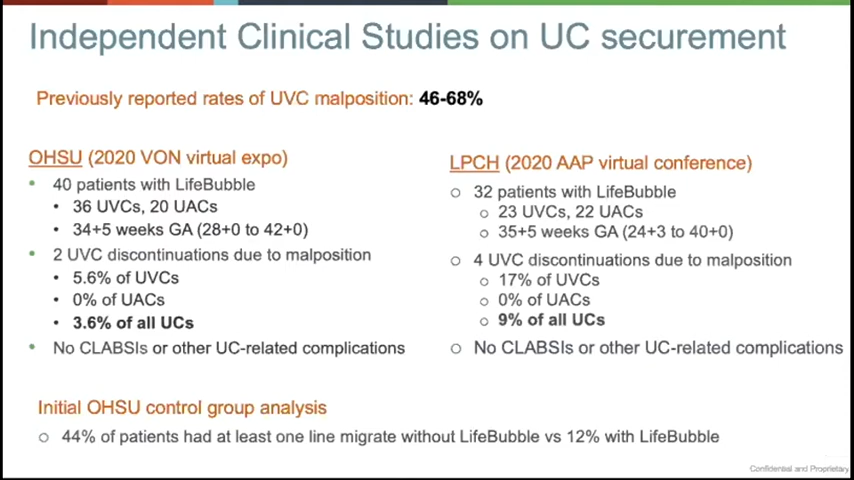 Independent Clinical Studies on UC securement
Previously reported rates of UVC malposition: 46-68%
OHSU (2020 VON virtual expo)
• 40 patients with LifeBubble
• 36 UVCs, 20 UACs
• 34+5 weeks GA (28+0 to 42+0)
• 2 UVC discontinuations due to malposition
• 5.6% of UVCs
• 0% of UACs
• 3.6% of all UCs
• No CLABSIs or other UC-related complications
LPCH (2020 AAP virtual conference)
○ 32 patients with LifeBubble
○ 23 UVCs, 22 UACs
○ 35+5 weeks GA (24+3 to 40+0)
○ 4 UVC discontinuations due to malposition
○ 17% of UVCs
○ 0% of UACs
○ 9% of all UCs
○ No CLABSIs or other UC-related complications
Initial OHSU control group analysis
○ 44% of patients had at least one line migrate without LifeBubble vs 12% with LifeBubble
Confidential and Proprietary